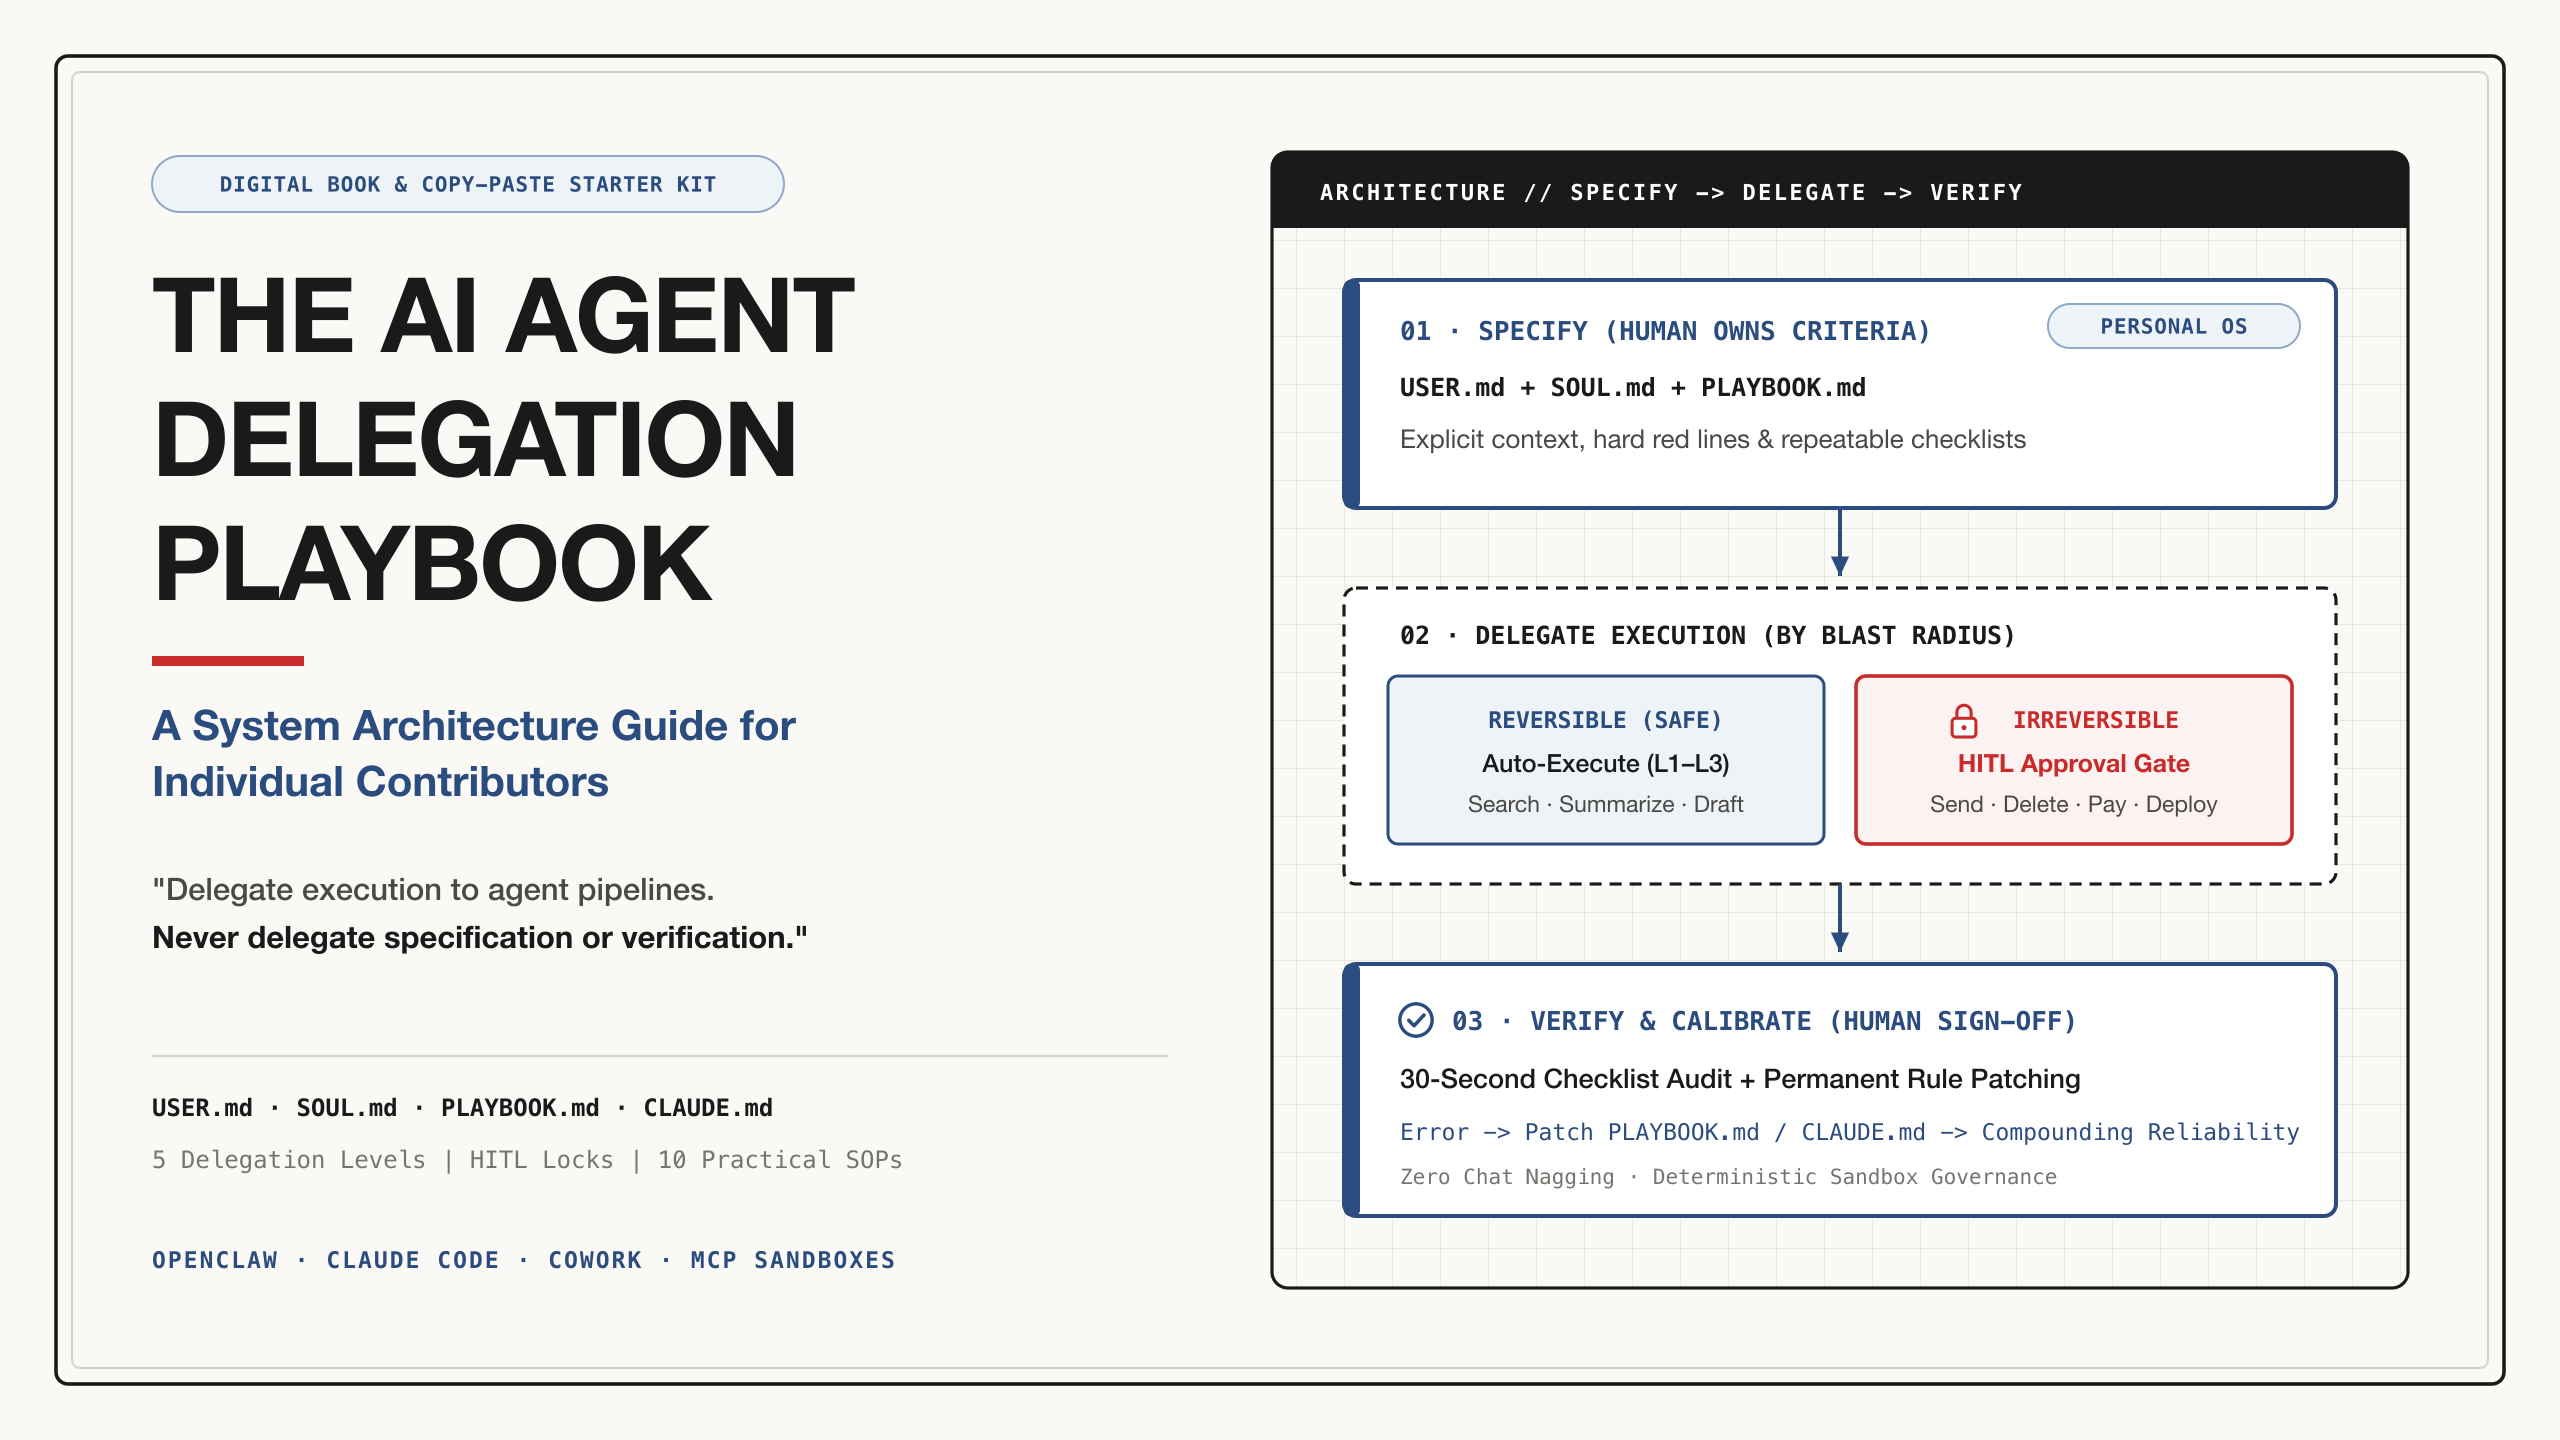 DIGITAL BOOK & COPY-PASTE STARTER KIT
THE AI AGENT
DELEGATION
PLAYBOOK
A System Architecture Guide for
Individual Contributors
"Delegate execution to agent pipelines.
Never delegate specification or verification."
USER.md · SOUL.md · PLAYBOOK.md · CLAUDE.md
5 Delegation Levels | HITL Locks | 10 Practical SOPs
OPENCLAW · CLAUDE CODE · COWORK · MCP SANDBOXES
ARCHITECTURE // SPECIFY -> DELEGATE -> VERIFY
01 · SPECIFY (HUMAN OWNS CRITERIA)
PERSONAL OS
USER.md + SOUL.md + PLAYBOOK.md
Explicit context, hard red lines & repeatable checklists
02 · DELEGATE EXECUTION (BY BLAST RADIUS)
REVERSIBLE (SAFE)
Auto-Execute (L1–L3)
Search · Summarize · Draft
IRREVERSIBLE
HITL Approval Gate
Send · Delete · Pay · Deploy
03 · VERIFY & CALIBRATE (HUMAN SIGN-OFF)
30-Second Checklist Audit + Permanent Rule Patching
Error -> Patch PLAYBOOK.md / CLAUDE.md -> Compounding Reliability
Zero Chat Nagging · Deterministic Sandbox Governance